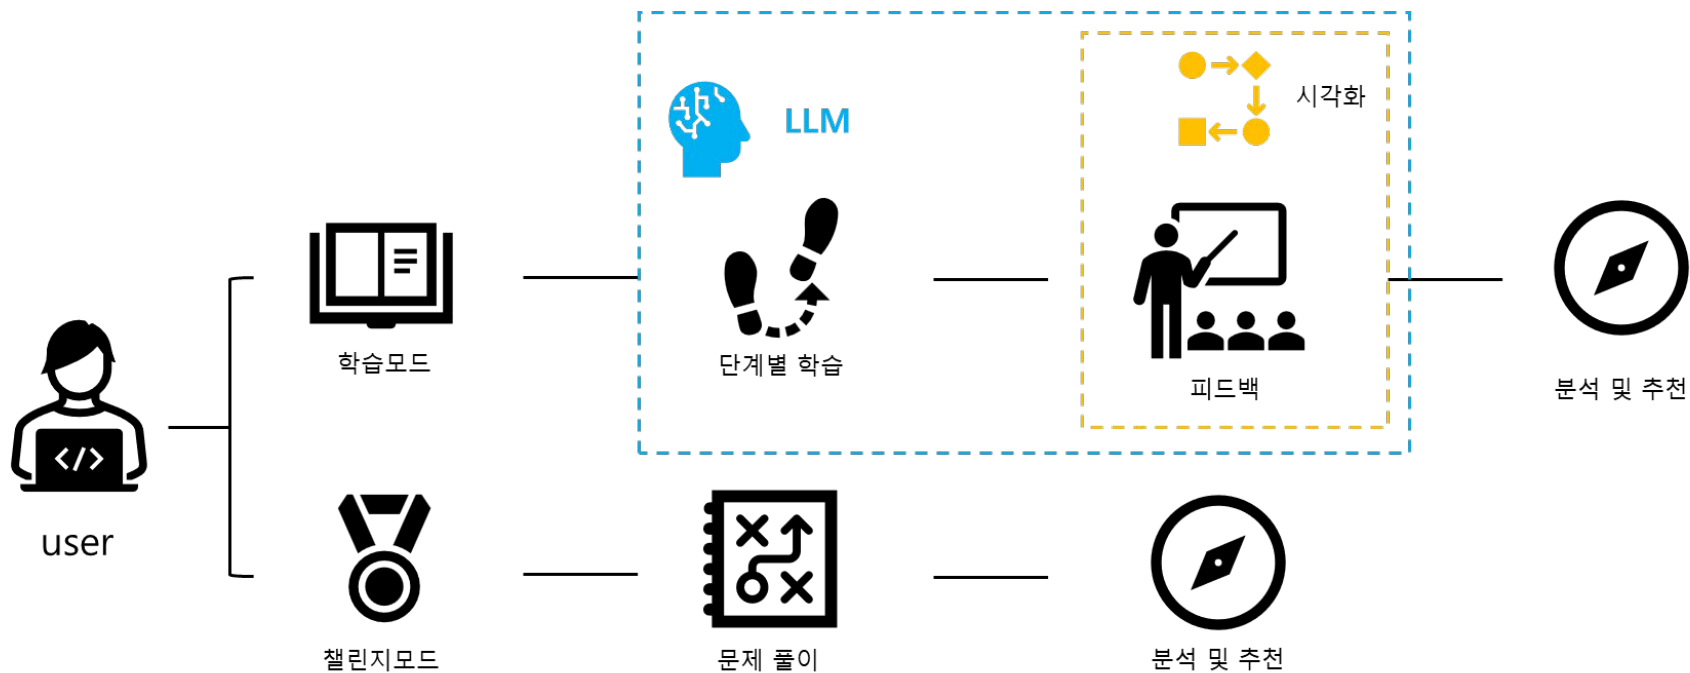 LLM
시각화
학습모드
단계별 학습
피드백
분석 및 추천
</>
user
챌린지모드
문제 풀이
분석 및 추천